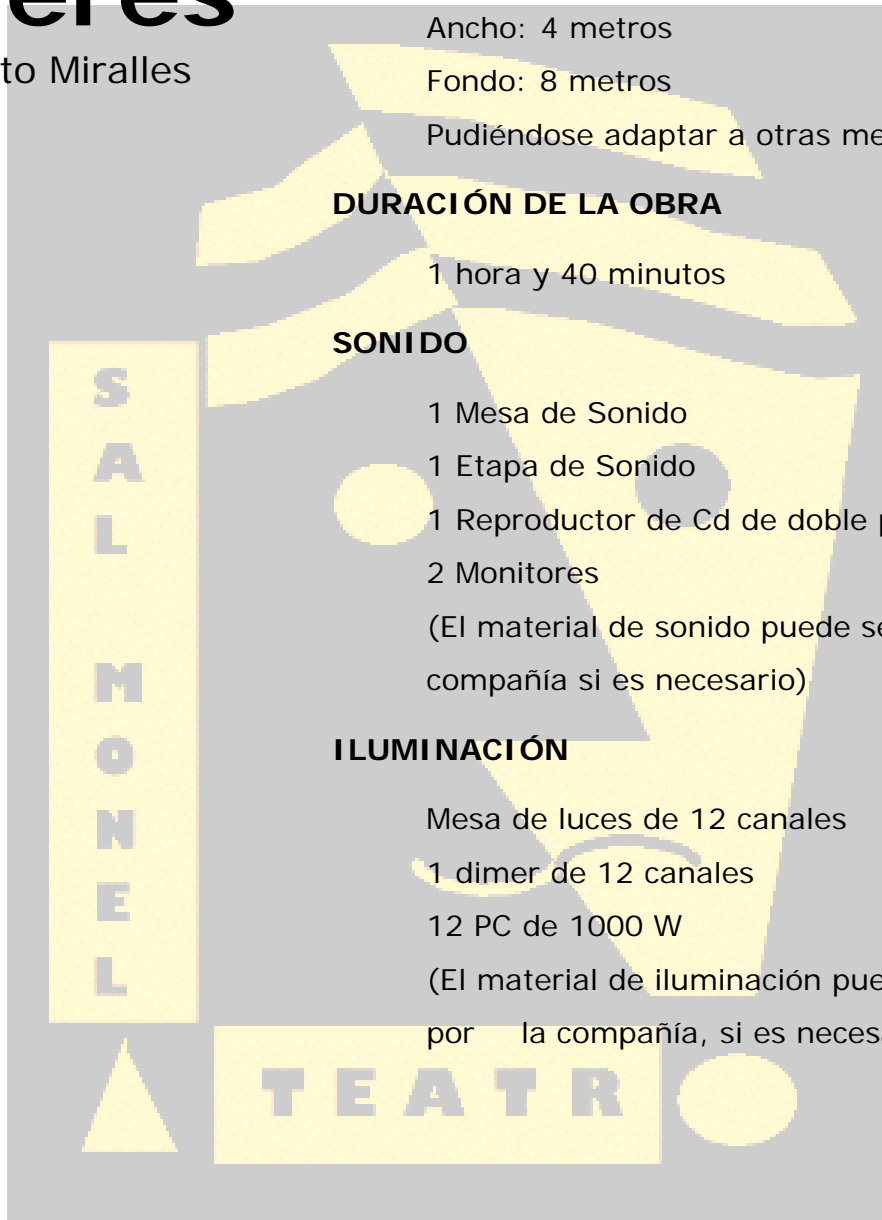 eres
to Miralles
Ancho: 4 metros
Fondo: 8 metros
Pudiéndose adaptar a otras me
DURACIÓN DE LA OBRA
1 hora y 40 minutos
SONIDO
1 Mesa de Sonido
1 Etapa de Sonido
1 Reproductor de Cd de doble p
2 Monitores
(El material de sonido puede se
compañía si es necesario)
ILUMINACIÓN
Mesa de luces de 12 canales
1 dimer de 12 canales
12 PC de 1000 W
(El material de iluminación pue
por la compañía, si es necesa
SAL MONEL
TEATR